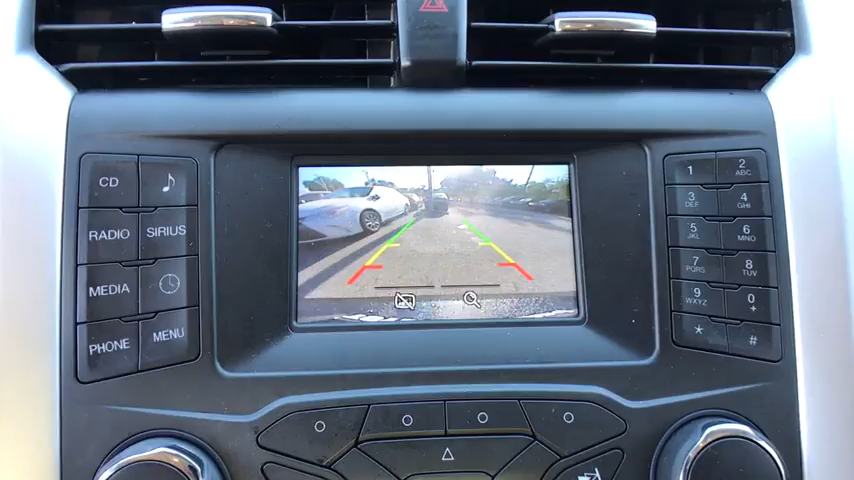 CD
RADIO
SIRIUS
MEDIA
PHONE
MENU
1
2
ABC
3
DEF
4
GHI
5
JKL
6
MNO
7
PQRS
8
TUV
9
WXYZ
0
+
*
#